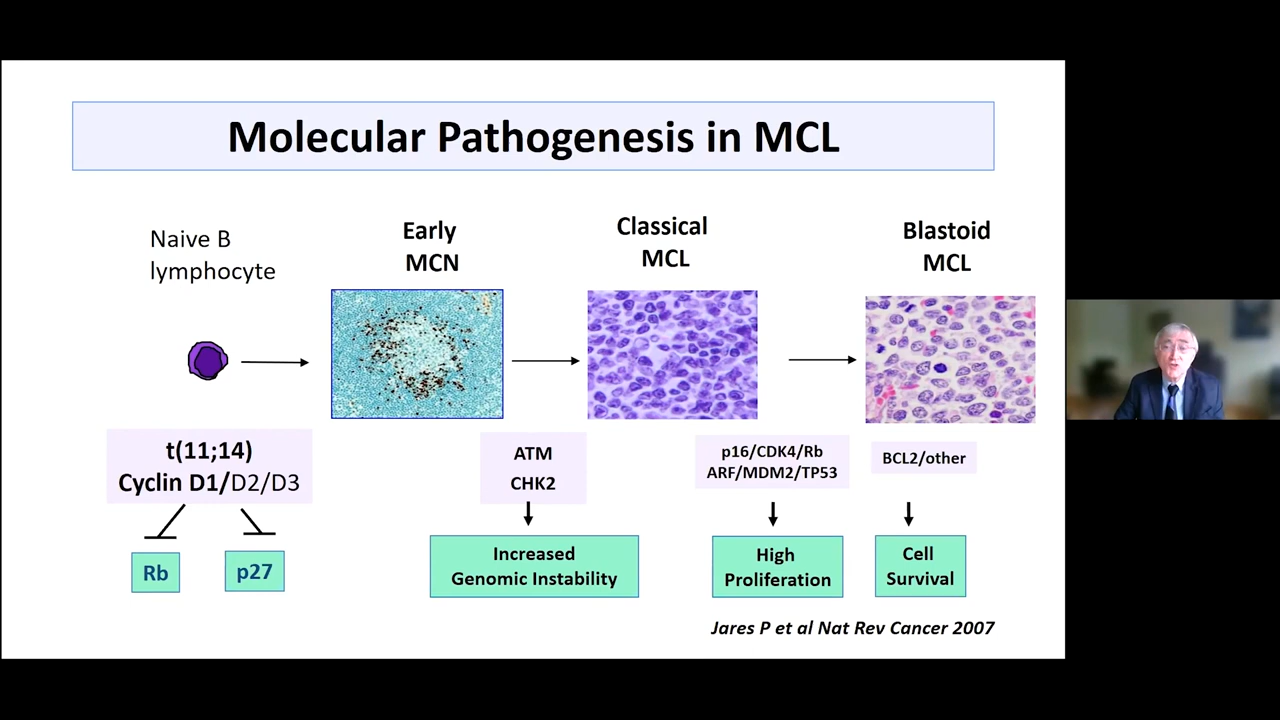 Molecular Pathogenesis in MCL
Naive B
lymphocyte
Early
MCN
Classical
MCL
Blastoid
MCL
t(11;14)
Cyclin D1/D2/D3
Rb
p27
ATM
CHK2
Increased
Genomic Instability
p16/CDK4/Rb
ARF/MDM2/TP53
High
Proliferation
BCL2/other
Cell
Survival
Jares P et al Nat Rev Cancer 2007